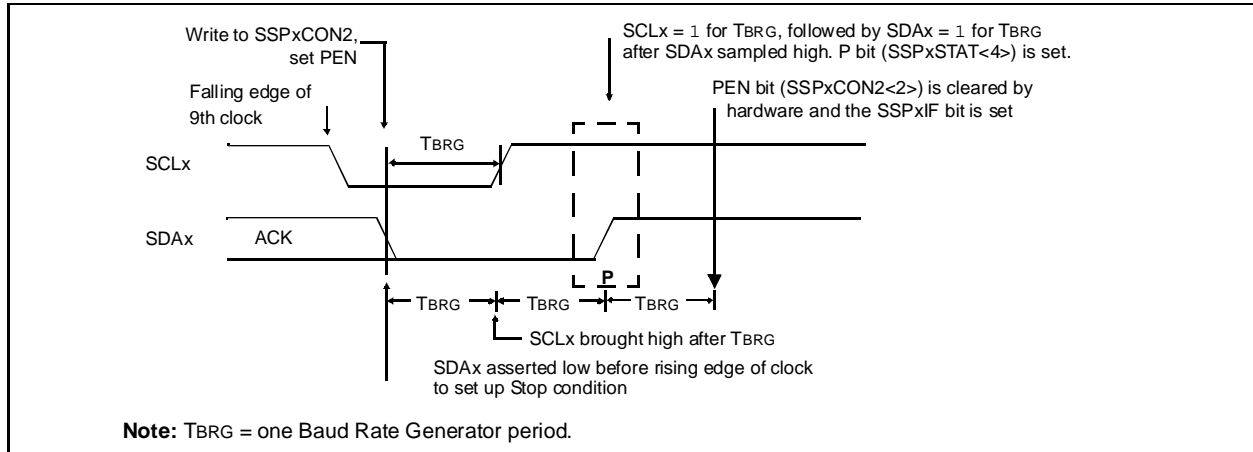 Write to SSPxCON2,
set PEN
SCLx = 1 for TBRG, followed by SDAx = 1 for TBRG
after SDAx sampled high. P bit (SSPxSTAT<4>) is set.
Falling edge of
9th clock
PEN bit (SSPxCON2<2>) is cleared by
hardware and the SSPxIF bit is set
TBRG
SCLx
SDAx
ACK
P
TBRG
TBRG
TBRG
SCLx brought high after TBRG
SDAx asserted low before rising edge of clock
to set up Stop condition
Note: TBRG = one Baud Rate Generator period.